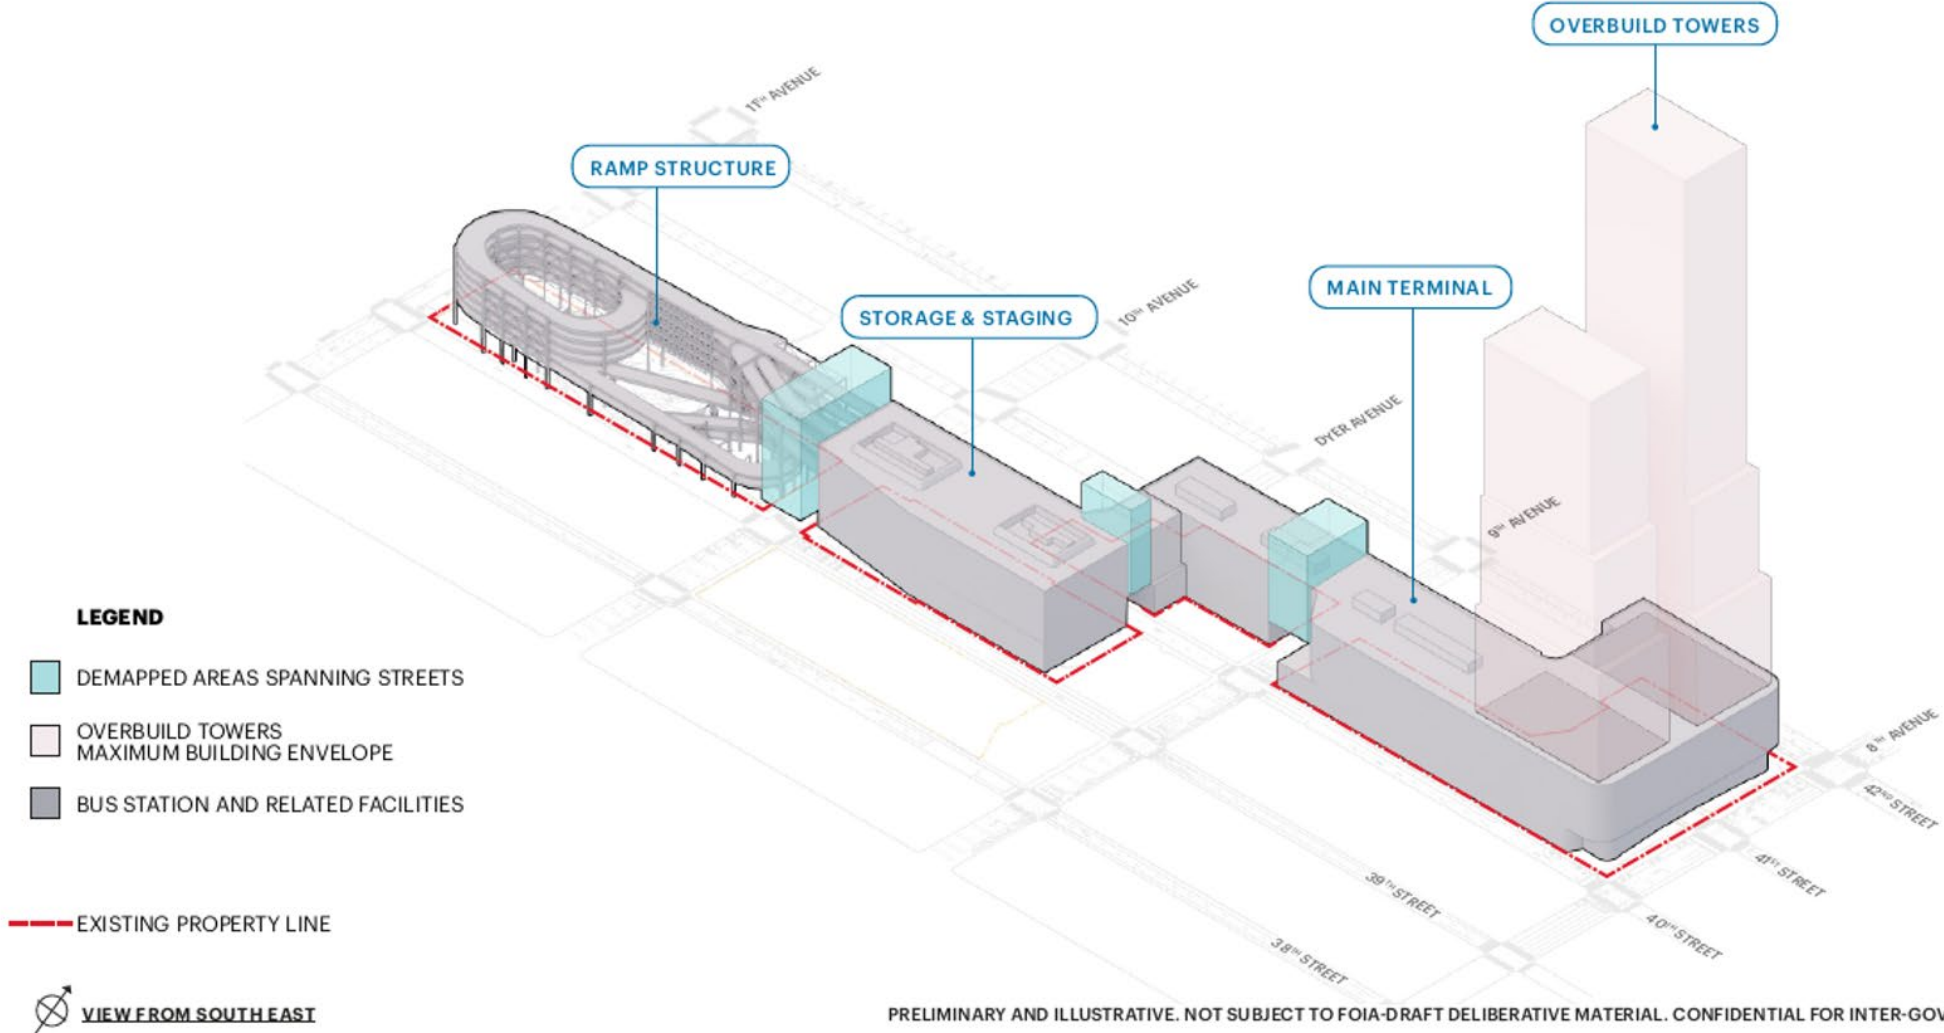 OVERBUILD TOWERS
11TH AVENUE
RAMP STRUCTURE
MAIN TERMINAL
STORAGE & STAGING
10TH AVENUE
DYER AVENUE
9TH AVENUE
LEGEND
DEMAPPED AREAS SPANNING STREETS
OVERBUILD TOWERS
MAXIMUM BUILDING ENVELOPE
BUS STATION AND RELATED FACILITIES
8TH AVENUE
42ND STREET
41ST STREET
39TH STREET
40TH STREET
38TH STREET
EXISTING PROPERTY LINE
VIEW FROM SOUTH EAST
PRELIMINARY AND ILLUSTRATIVE. NOT SUBJECT TO FOIA-DRAFT DELIBERATIVE MATERIAL. CONFIDENTIAL FOR INTER-GOV